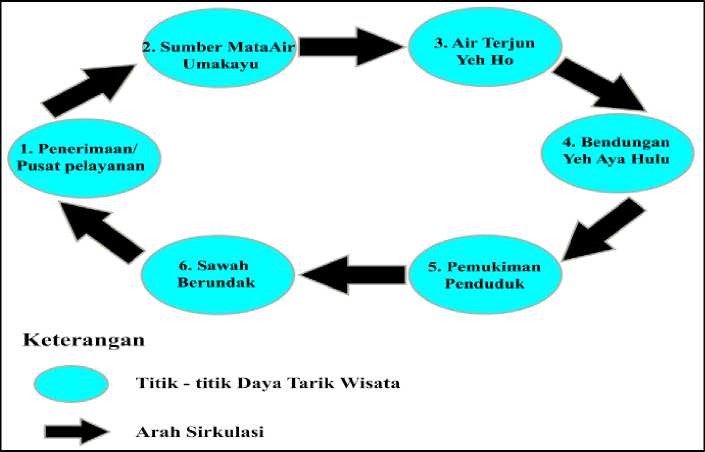 1. Penerimaan/
Pusat pelayanan
2. Sumber MataAir
Umakayu
3. Air Terjun
Yeh Ho
4. Bendungan
Yeh Aya Hulu
5. Pemukiman
Penduduk
6. Sawah
Berundak
Keterangan
Titik - titik Daya Tarik Wisata
Arah Sirkulasi